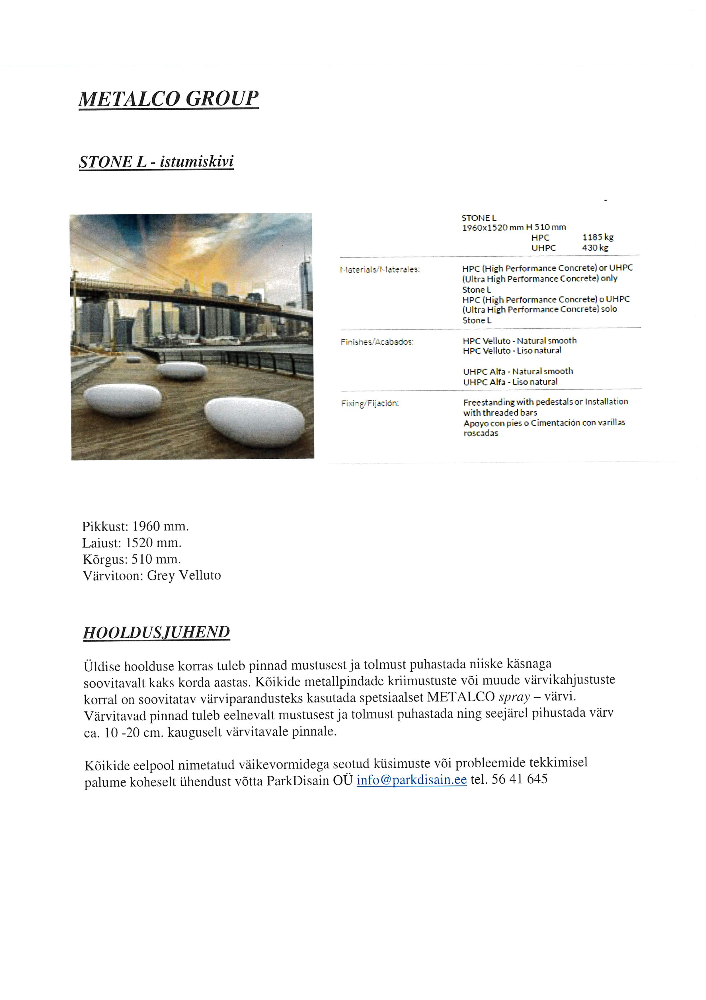 METALCO GROUP
STONE L - istumiskivi
STONE L
1960x1520 mm H 510 mm
HPC 1185 kg
UHPC 430 kg
Materials/Materales:
HPC (High Performance Concrete) or UHPC
(Ultra High Performance Concrete) only
Stone L
HPC (High Performance Concrete) o UHPC
(Ultra High Performance Concrete) solo
Stone L
Finishes/Acabados:
HPC Velluto - Natural smooth
HPC Velluto - Liso natural
UHPC Alfa - Natural smooth
UHPC Alfa - Liso natural
Fixing/Fijación:
Freestanding with pedestals or Installation
with threaded bars
Apoyo con pies o Cimentación con varillas
roscadas
Pikkust: 1960 mm.
Laiust: 1520 mm.
Kõrgus: 510 mm.
Värvitoon: Grey Velluto
HOOLDUSJUHEND
Üldise hoolduse korras tuleb pinnad mustusest ja tolmust puhastada niiske käsnaga
soovitavalt kaks korda aastas. Kõikide metallpindade kriimustuste või muude värvikahjustuste
korral on soovitatav värviparandusteks kasutada spetsiaalset METALCO spray – värvi.
Värvitavad pinnad tuleb eelnevalt mustusest ja tolmust puhastada ning seejärel pihustada värv
ca. 10 -20 cm. kauguselt värvitavale pinnale.
Kõikide eelpool nimetatud väikevormidega seotud küsimuste või probleemide tekkimisel
palume koheselt ühendust võtta ParkDisain OÜ info@parkdisain.ee tel. 56 41 645